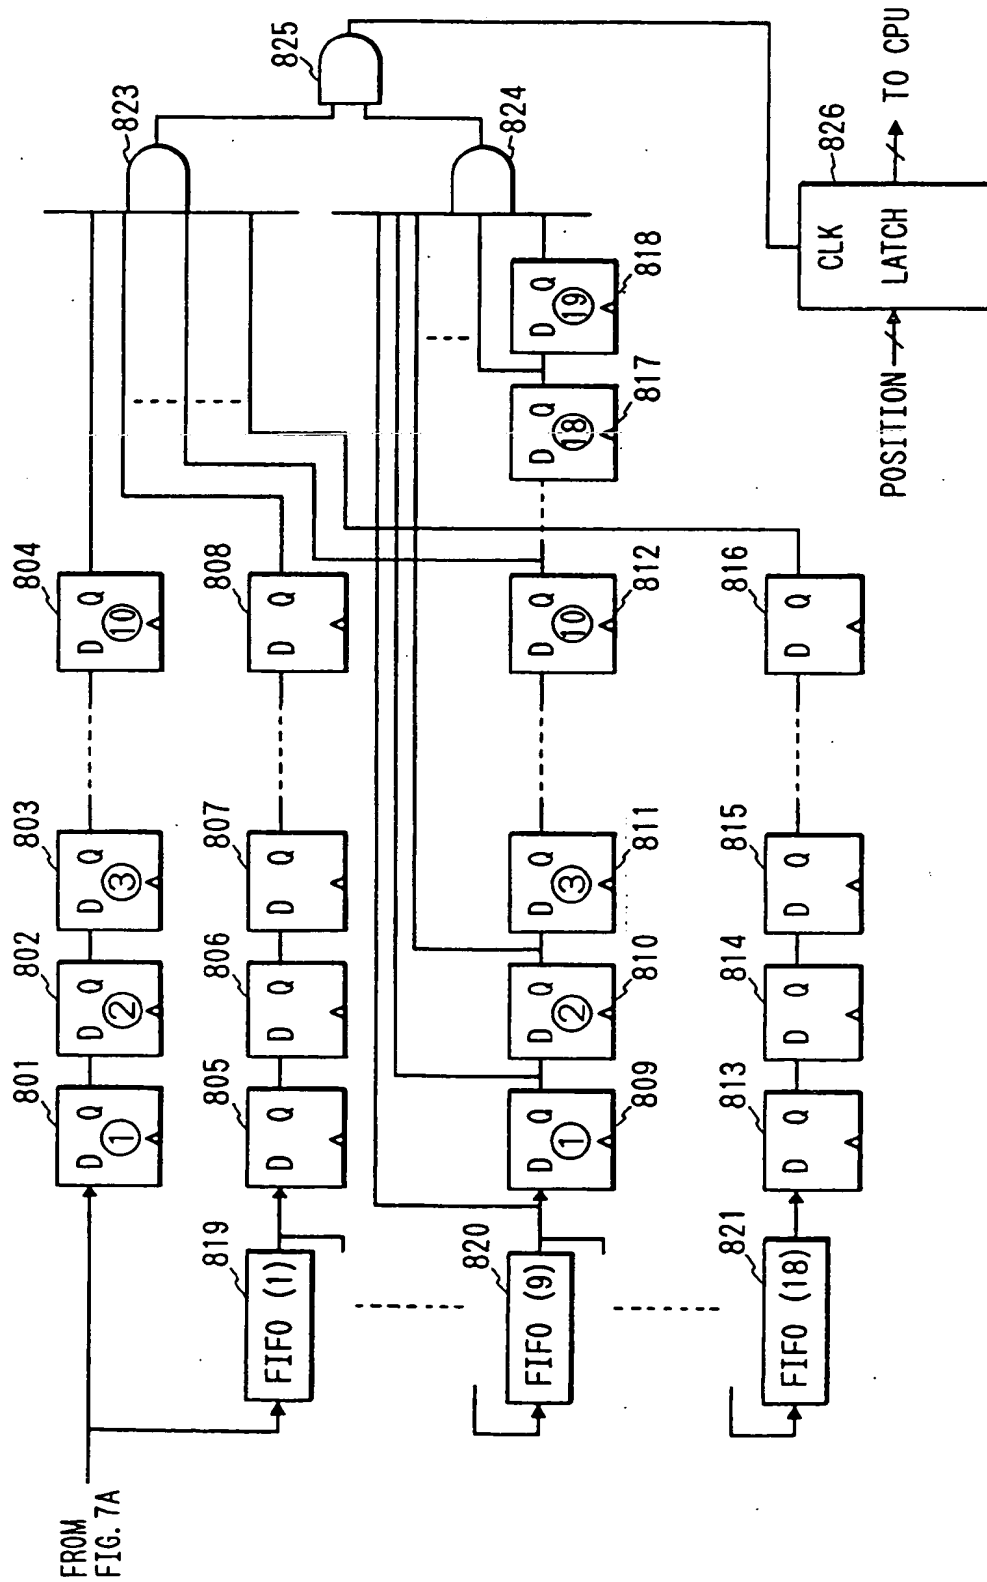 FROM
FIG. 7A
801
D Q
①
802
D Q
②
803
D Q
③
804
D Q
⑩
819
FIFO (1)
805
D Q
806
D Q
807
D Q
808
D Q
820
FIFO (9)
D Q
①
809
D Q
②
810
D Q
③
811
D Q
⑩
812
D Q
⑱
817
D Q
⑲
818
821
FIFO (18)
813
D Q
814
D Q
815
D Q
816
D Q
823
824
825
POSITION
CLK
LATCH
826
TO CPU